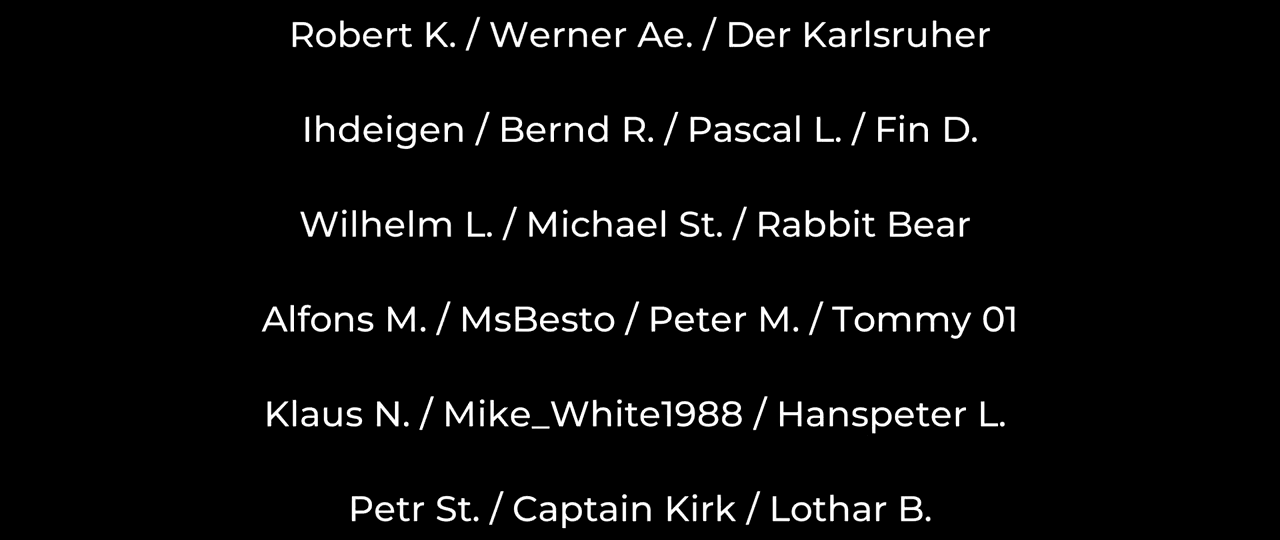 Robert K. / Werner Ae. / Der Karlsruher
Ihdeigen / Bernd R. / Pascal L. / Fin D.
Wilhelm L. / Michael St. / Rabbit Bear
Alfons M. / MsBesto / Peter M. / Tommy 01
Klaus N. / Mike_White1988 / Hanspeter L.
Petr St. / Captain Kirk / Lothar B.